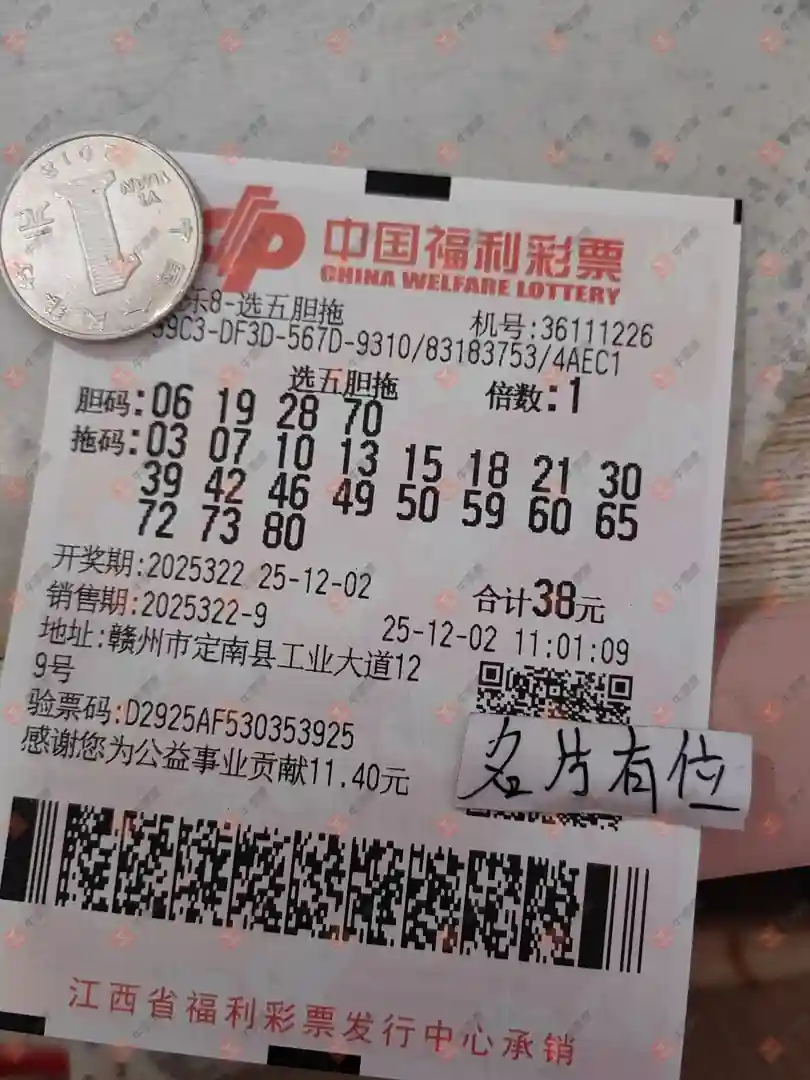 中国福利彩票
CHINA WELFARE LOTTERY
乐8-选五胆拖 机号:36111226
99C3-DF3D-567D-9310/83183753/4AEC1
选五胆拖 倍数:1
胆码:06 19 28 70
拖码:03 07 10 13 15 18 21 30
39 42 46 49 50 59 60 65
72 73 80
开奖期:2025322 25-12-02 合计38元
销售期:2025322-9 25-12-02 11:01:09
地址:赣州市定南县工业大道12
9号
验票码:D2925AF530353925
感谢您为公益事业贡献11.40元
名片有位
江西省福利彩票发行中心承销
2018
1
YI YUAN